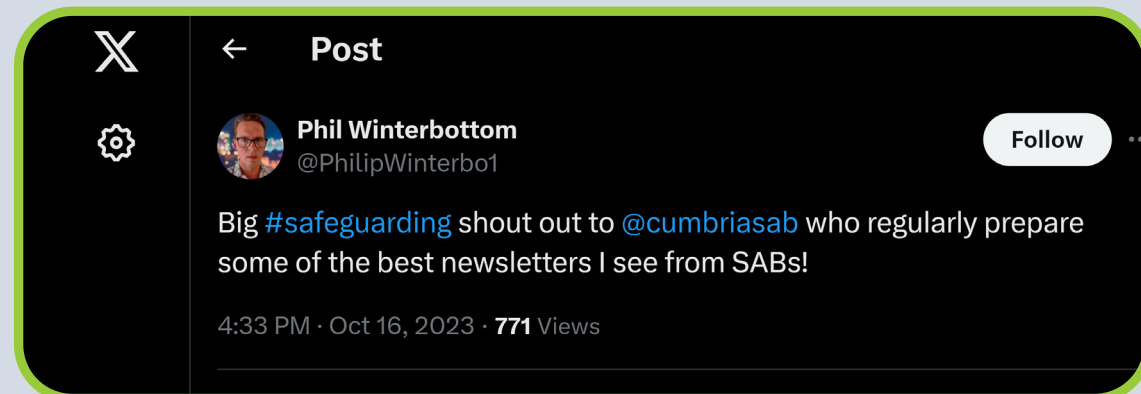 Post
Phil Winterbottom
@PhilipWinterbo1
Follow
Big #safeguarding shout out to @cumbriasab who regularly prepare
some of the best newsletters I see from SABs!
4:33 PM · Oct 16, 2023 · 771 Views